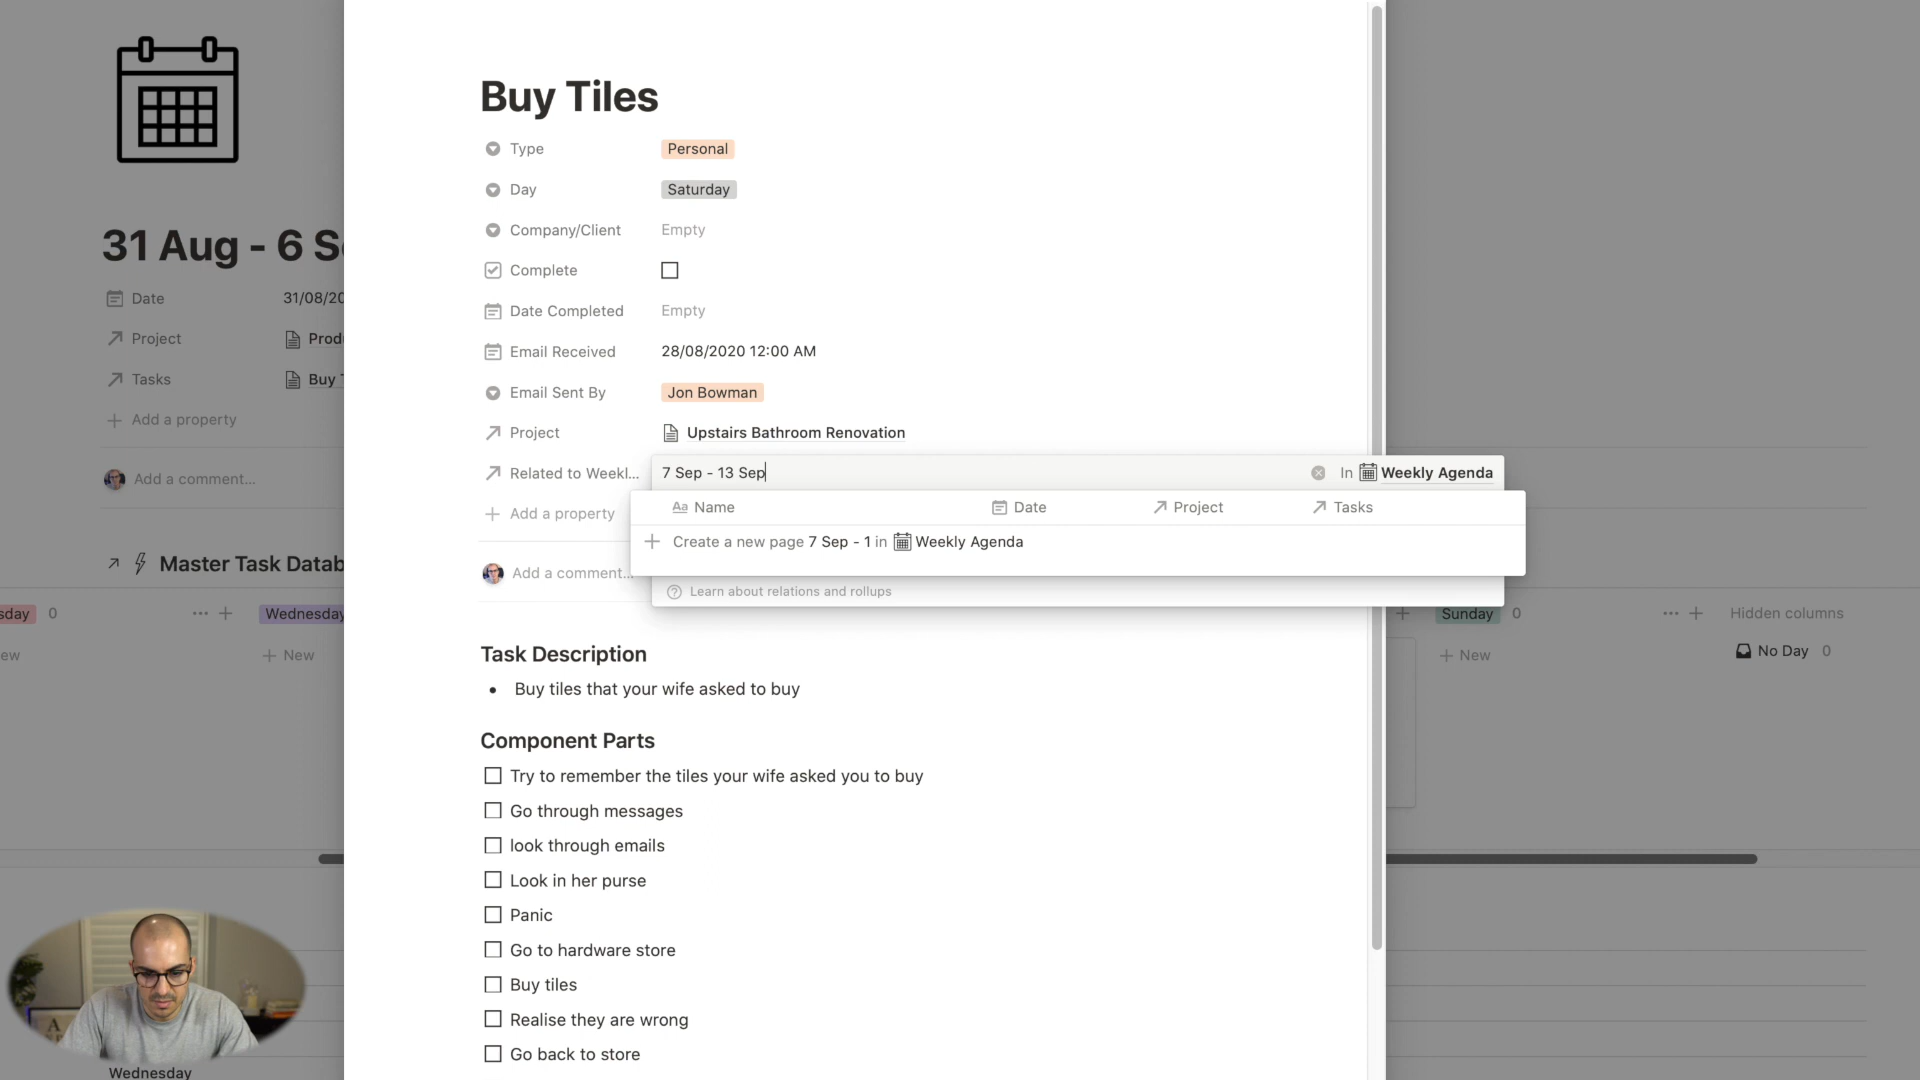 31 Aug - 6 S
Date 31/08/20
Project Prod
Tasks Buy T
Add a property
Add a comment...
Master Task Datab
sday 0
Wednesday
ew
New
Wednesday
Buy Tiles
Type Personal
Day Saturday
Company/Client Empty
Complete
Date Completed Empty
Email Received 28/08/2020 12:00 AM
Email Sent By Jon Bowman
Project Upstairs Bathroom Renovation
Related to Weekl... 7 Sep - 13 Sep In Weekly Agenda
Add a property
Aa Name Date Project Tasks
Create a new page 7 Sep - 1 in Weekly Agenda
Add a comment...
Learn about relations and rollups
Task Description
• Buy tiles that your wife asked to buy
Component Parts
Try to remember the tiles your wife asked you to buy
Go through messages
look through emails
Look in her purse
Panic
Go to hardware store
Buy tiles
Realise they are wrong
Go back to store
Sunday 0
New
Hidden columns
No Day 0